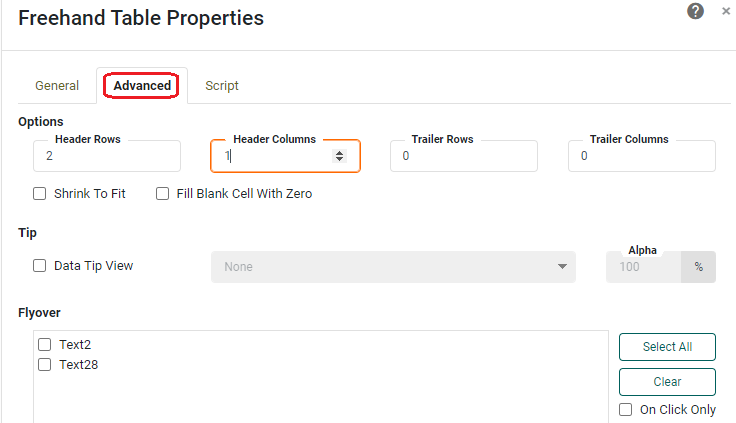 Freehand Table Properties
General Advanced Script
Options
Header Rows Header Columns Trailer Rows Trailer Columns
2 1 0 0
Shrink To Fit Fill Blank Cell With Zero
Tip
Data Tip View None Alpha 100 %
Flyover
Text2
Text28
Select All
Clear
On Click Only